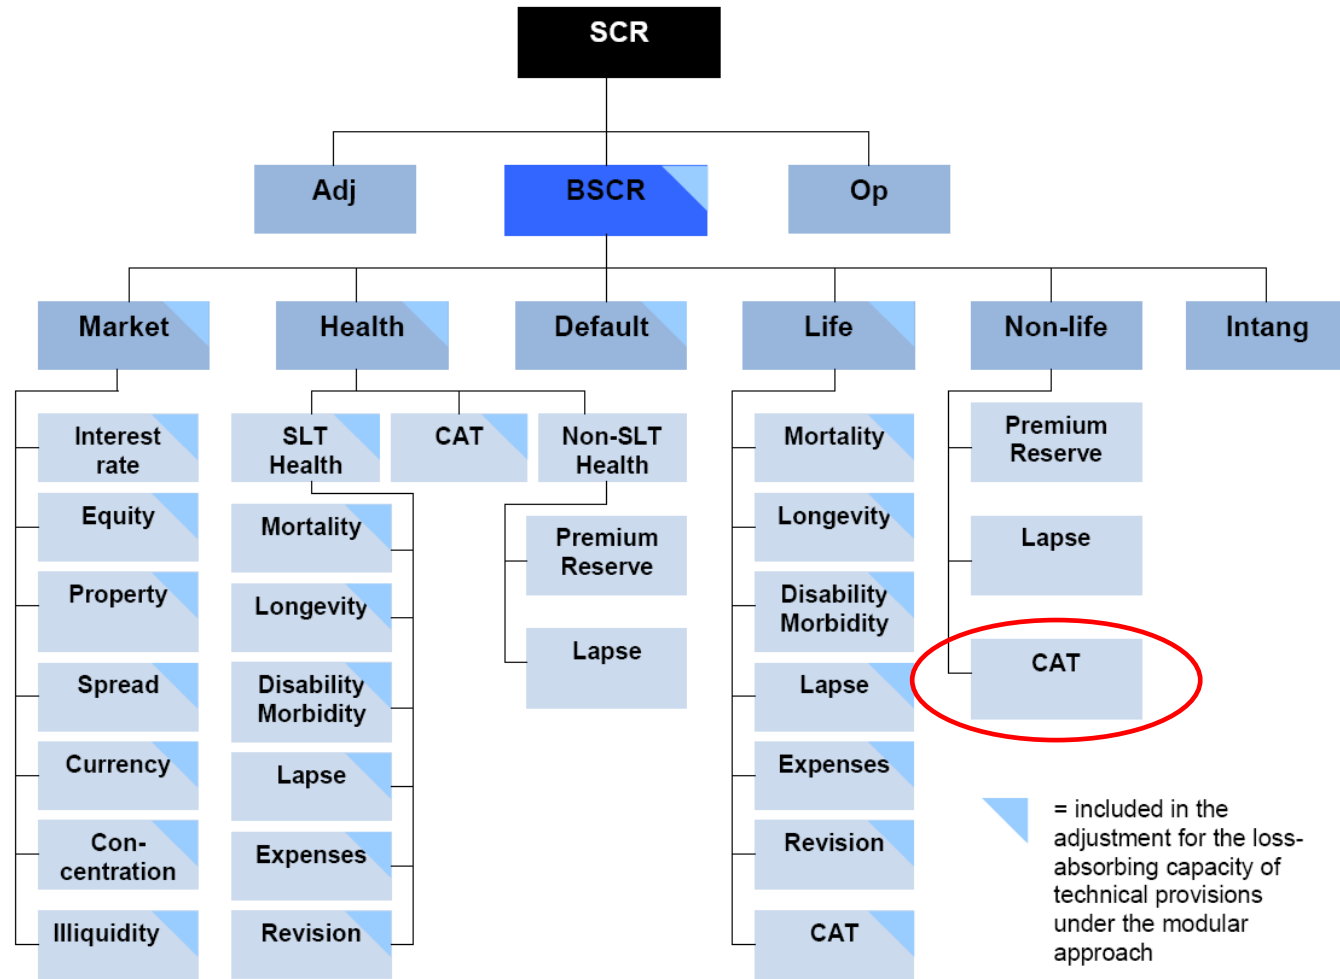 SCR
Adj
BSCR
Op
Market
Health
Default
Life
Non-life
Intang
Interest
rate
Equity
Property
Spread
Currency
Con-
centration
Illiquidity
SLT
Health
CAT
Non-SLT
Health
Mortality
Longevity
Disability
Morbidity
Lapse
Expenses
Revision
Premium
Reserve
Lapse
Mortality
Longevity
Disability
Morbidity
Lapse
Expenses
Revision
CAT
Premium
Reserve
Lapse
CAT
= included in the
adjustment for the loss-
absorbing capacity of
technical provisions
under the modular
approach